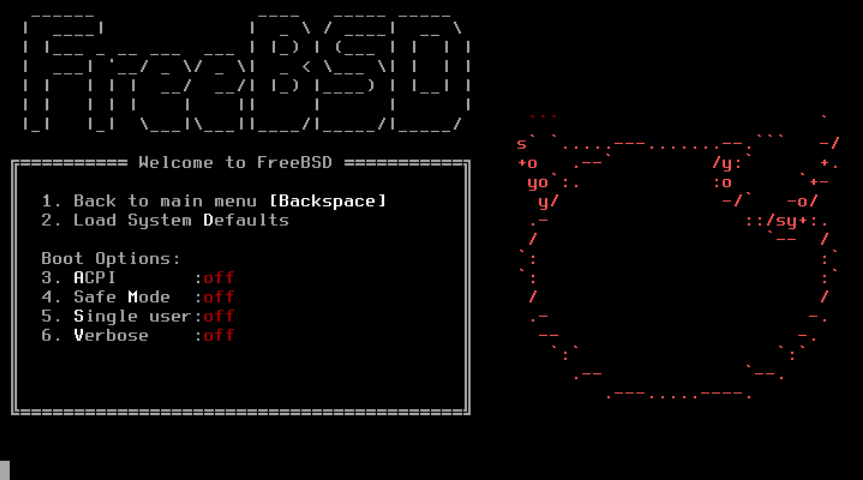 FreeBSD
Welcome to FreeBSD
1. Back to main menu [Backspace]
2. Load System Defaults
Boot Options:
3. ACPI :off
4. Safe Mode :off
5. Single user:off
6. Verbose :off